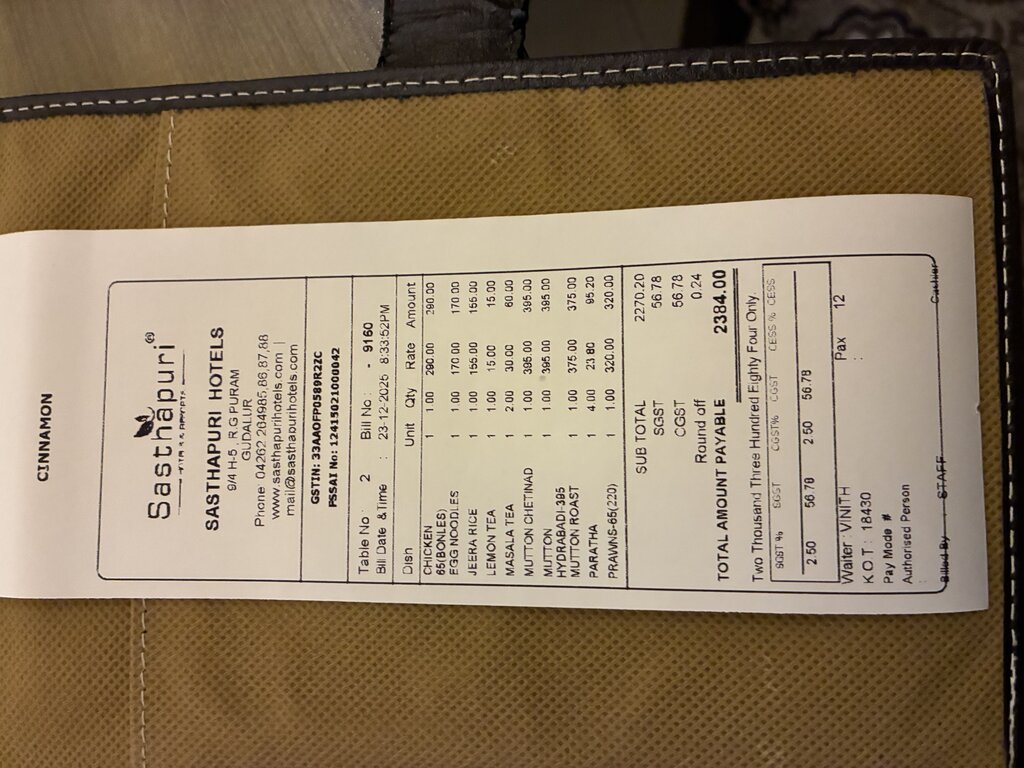 CINNAMON
Sasthapuri®
SASTHAPURI HOTELS
9/4 H-5, R.G PURAM
GUDALUR
Phone: 04262 264985,86,87,88
www.sasthapurihotels.com |
mail@sasthapurihotels.com
GSTIN: 33AAOFP0589R2ZC
FSSAI No: 12415021000042
Table No : 2 Bill No : - 9160
Bill Date &Time : 23-12-2025 8:33:52PM
Dish Unit Qty Rate Amount
CHICKEN 1 1.00 290.00 290.00
65(BONLES)
EGG NOODLES 1 1.00 170.00 170.00
JEERA RICE 1 1.00 155.00 155.00
LEMON TEA 1 1.00 15.00 15.00
MASALA TEA 1 2.00 30.00 60.00
MUTTON CHETINAD 1 1.00 395.00 395.00
MUTTON 1 1.00 395.00 395.00
HYDRABADI-395
MUTTON ROAST 1 1.00 375.00 375.00
PARATHA 1 4.00 23.80 95.20
PRAWNS-65(220) 1 1.00 320.00 320.00
SUB TOTAL 2270.20
SGST 56.78
CGST 56.78
Round off 0.24
TOTAL AMOUNT PAYABLE 2384.00
Two Thousand Three Hundred Eighty Four Only.
SGST % SGST CGST% CGST CESS % CESS
2.50 56.78 2.50 56.78
Waiter : VINITH Pax : 12
K O T : 18430
Pay Mode #
Authorised Person
:
Billed By STAFF Cashier